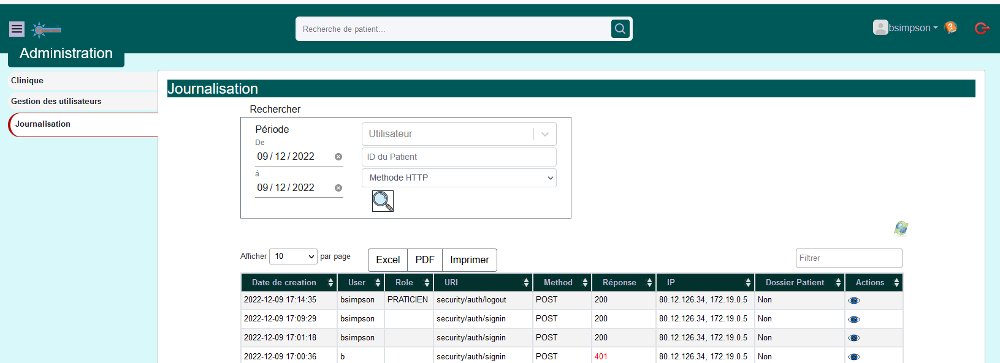 Recherche de patient...
bsimpson
Administration
Clinique
Gestion des utilisateurs
Journalisation
Journalisation
Rechercher
Période
De
09 / 12 / 2022
à
09 / 12 / 2022
Utilisateur
ID du Patient
Methode HTTP
Afficher 10 par page
Excel PDF Imprimer
Filtrer
Date de creation User Role URI Method Réponse IP Dossier Patient Actions
2022-12-09 17:14:35 bsimpson PRATICIEN security/auth/logout POST 200 80.12.126.34, 172.19.0.5 Non
2022-12-09 17:09:29 bsimpson security/auth/signin POST 200 80.12.126.34, 172.19.0.5 Non
2022-12-09 17:01:18 bsimpson security/auth/signin POST 200 80.12.126.34, 172.19.0.5 Non
2022-12-09 17:00:36 b security/auth/signin POST 401 80.12.126.34, 172.19.0.5 Non